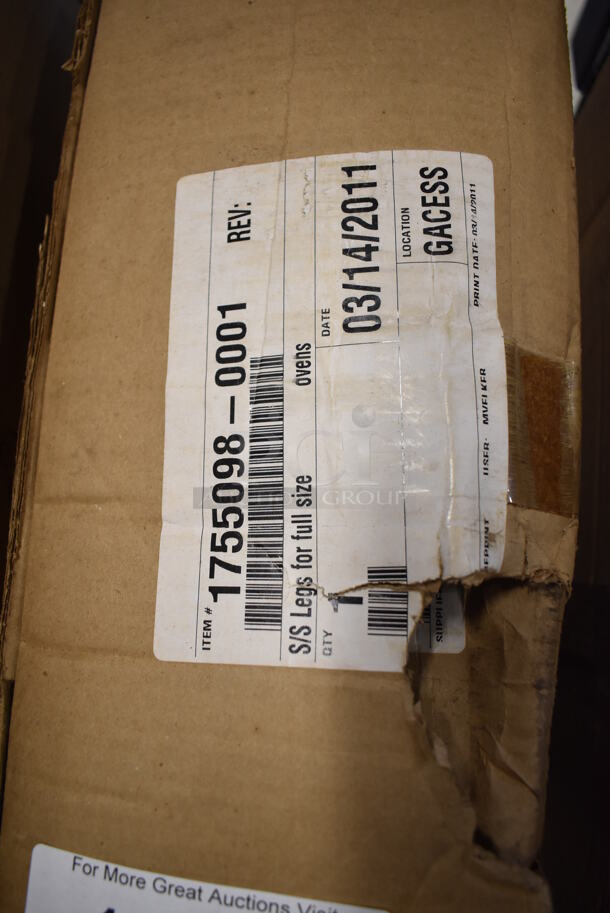 ITEM # 1755098-0001 REV:
S/S Legs for full size ovens
QTY 1
DATE 03/14/2011
LOCATION GACESS
USER: MVELKER PRINT DATE: 03/14/2011
GROUP
For More Great Auctions